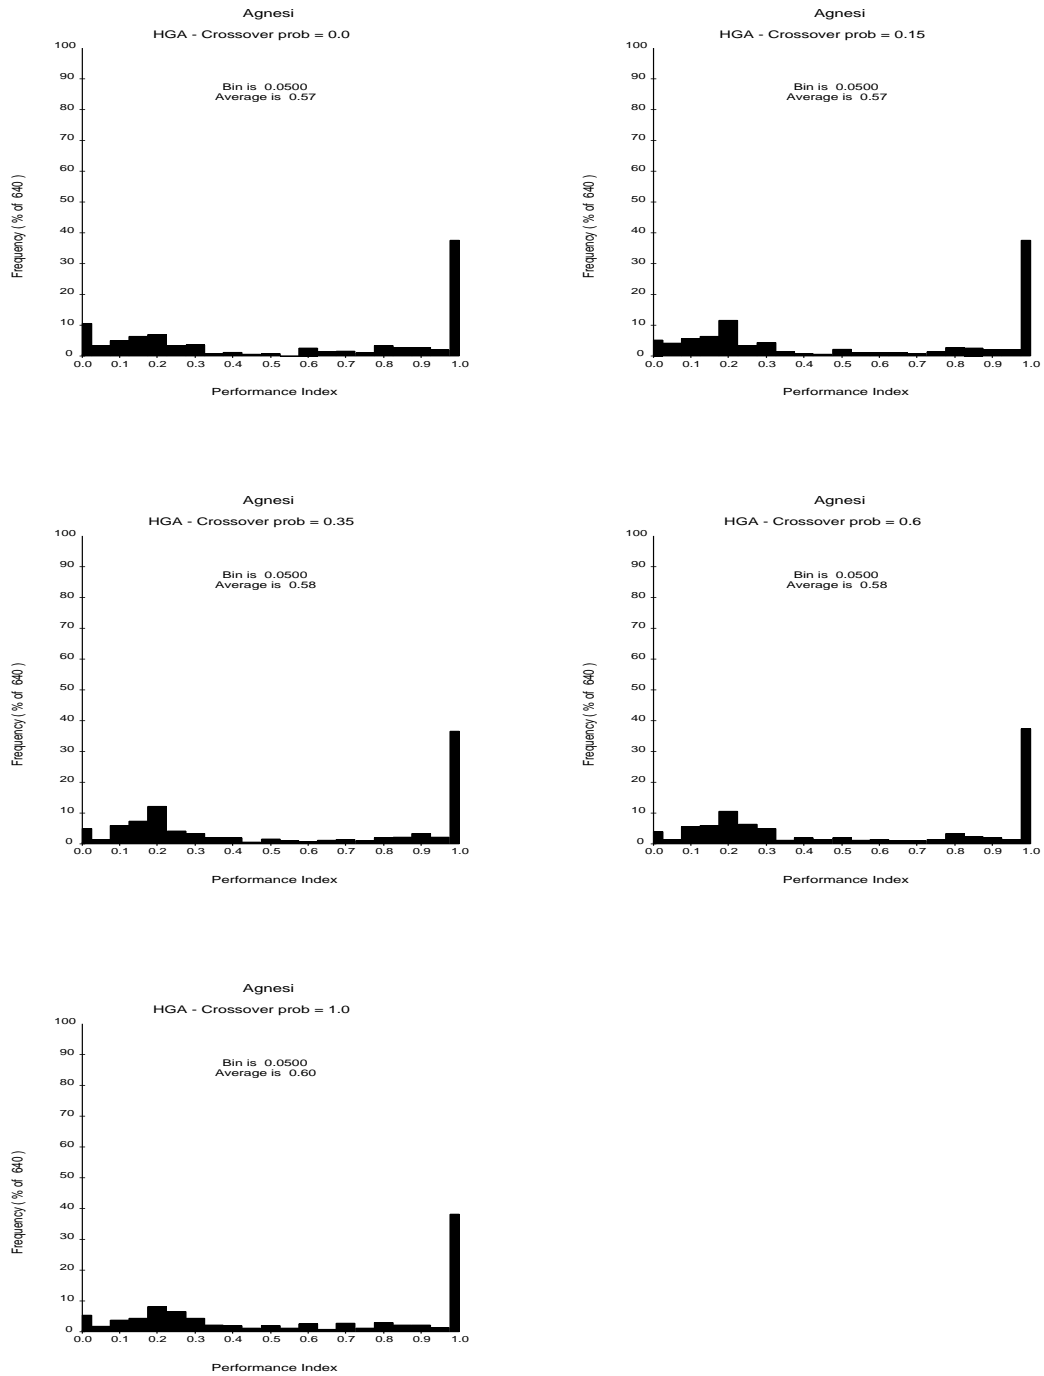 Agnesi
HGA - Crossover prob = 0.0
Bin is 0.0500
Average is 0.57
100
90
80
70
60
50
40
30
20
10
0
Frequency ( % of 640 )
0.0 0.1 0.2 0.3 0.4 0.5 0.6 0.7 0.8 0.9 1.0
Performance Index
Agnesi
HGA - Crossover prob = 0.15
Bin is 0.0500
Average is 0.57
100
90
80
70
60
50
40
30
20
10
0
Frequency ( % of 640 )
0.0 0.1 0.2 0.3 0.4 0.5 0.6 0.7 0.8 0.9 1.0
Performance Index
Agnesi
HGA - Crossover prob = 0.35
Bin is 0.0500
Average is 0.58
100
90
80
70
60
50
40
30
20
10
0
Frequency ( % of 640 )
0.0 0.1 0.2 0.3 0.4 0.5 0.6 0.7 0.8 0.9 1.0
Performance Index
Agnesi
HGA - Crossover prob = 0.6
Bin is 0.0500
Average is 0.58
100
90
80
70
60
50
40
30
20
10
0
Frequency ( % of 640 )
0.0 0.1 0.2 0.3 0.4 0.5 0.6 0.7 0.8 0.9 1.0
Performance Index
Agnesi
HGA - Crossover prob = 1.0
Bin is 0.0500
Average is 0.60
100
90
80
70
60
50
40
30
20
10
0
Frequency ( % of 640 )
0.0 0.1 0.2 0.3 0.4 0.5 0.6 0.7 0.8 0.9 1.0
Performance Index